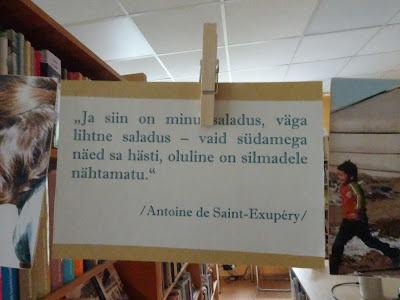 „Ja siin on minu saladus, väga
lihtne saladus – vaid südamega
näed sa hästi, oluline on silmadele
nähtamatu.“
/Antoine de Saint-Exupéry/